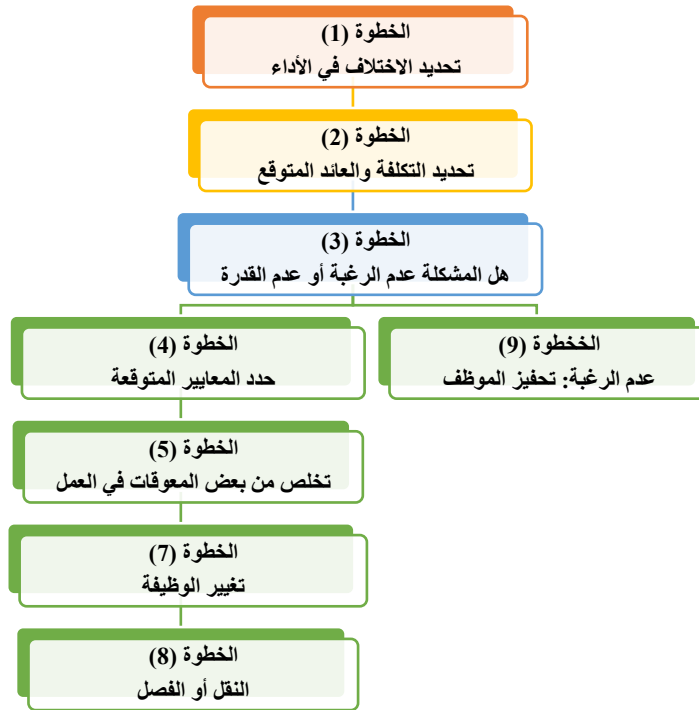 الخطوة (1)
تحديد الاختلاف في الأداء
الخطوة (2)
تحديد التكلفة والعائد المتوقع
الخطوة (3)
هل المشكلة عدم الرغبة أو عدم القدرة
الخخطوة (9)
عدم الرغبة: تحفيز الموظف
الخطوة (4)
حدد المعايير المتوقعة
الخطوة (5)
تخلص من بعض المعوقات في العمل
الخطوة (7)
تغيير الوظيفة
الخطوة (8)
النقل أو الفصل